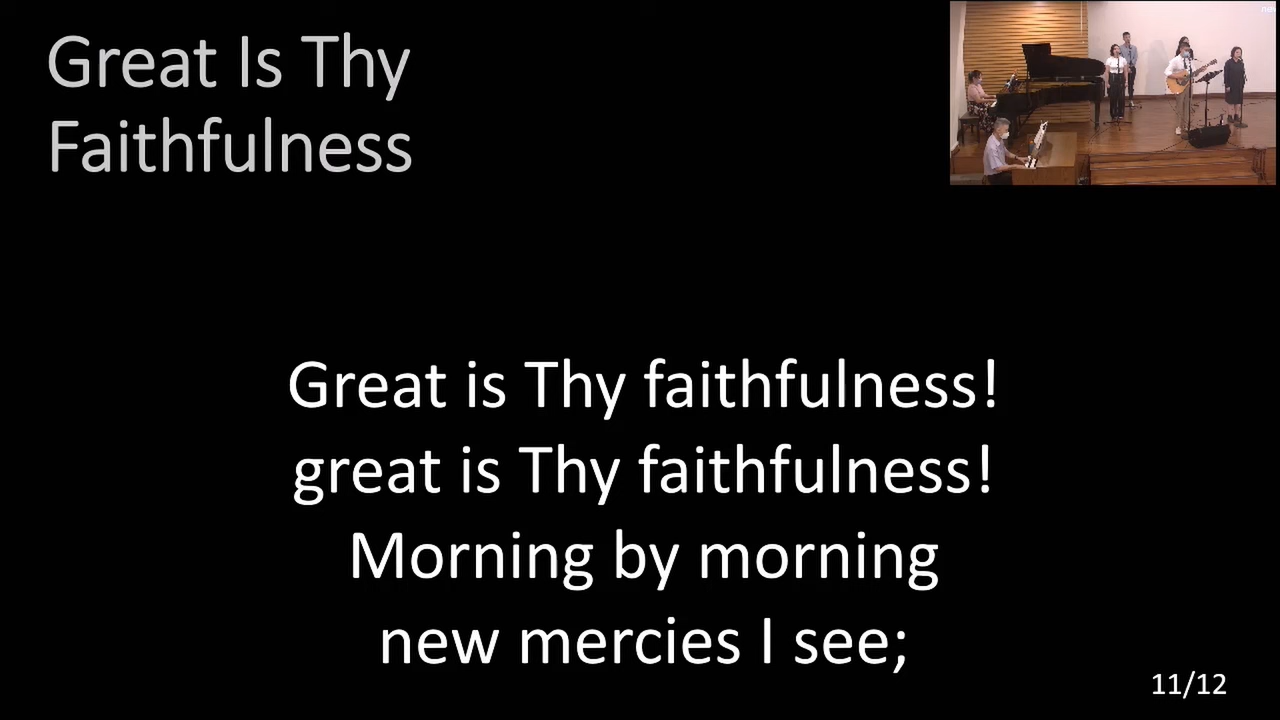 Great Is Thy
Faithfulness
Great is Thy faithfulness!
great is Thy faithfulness!
Morning by morning
new mercies I see;
11/12